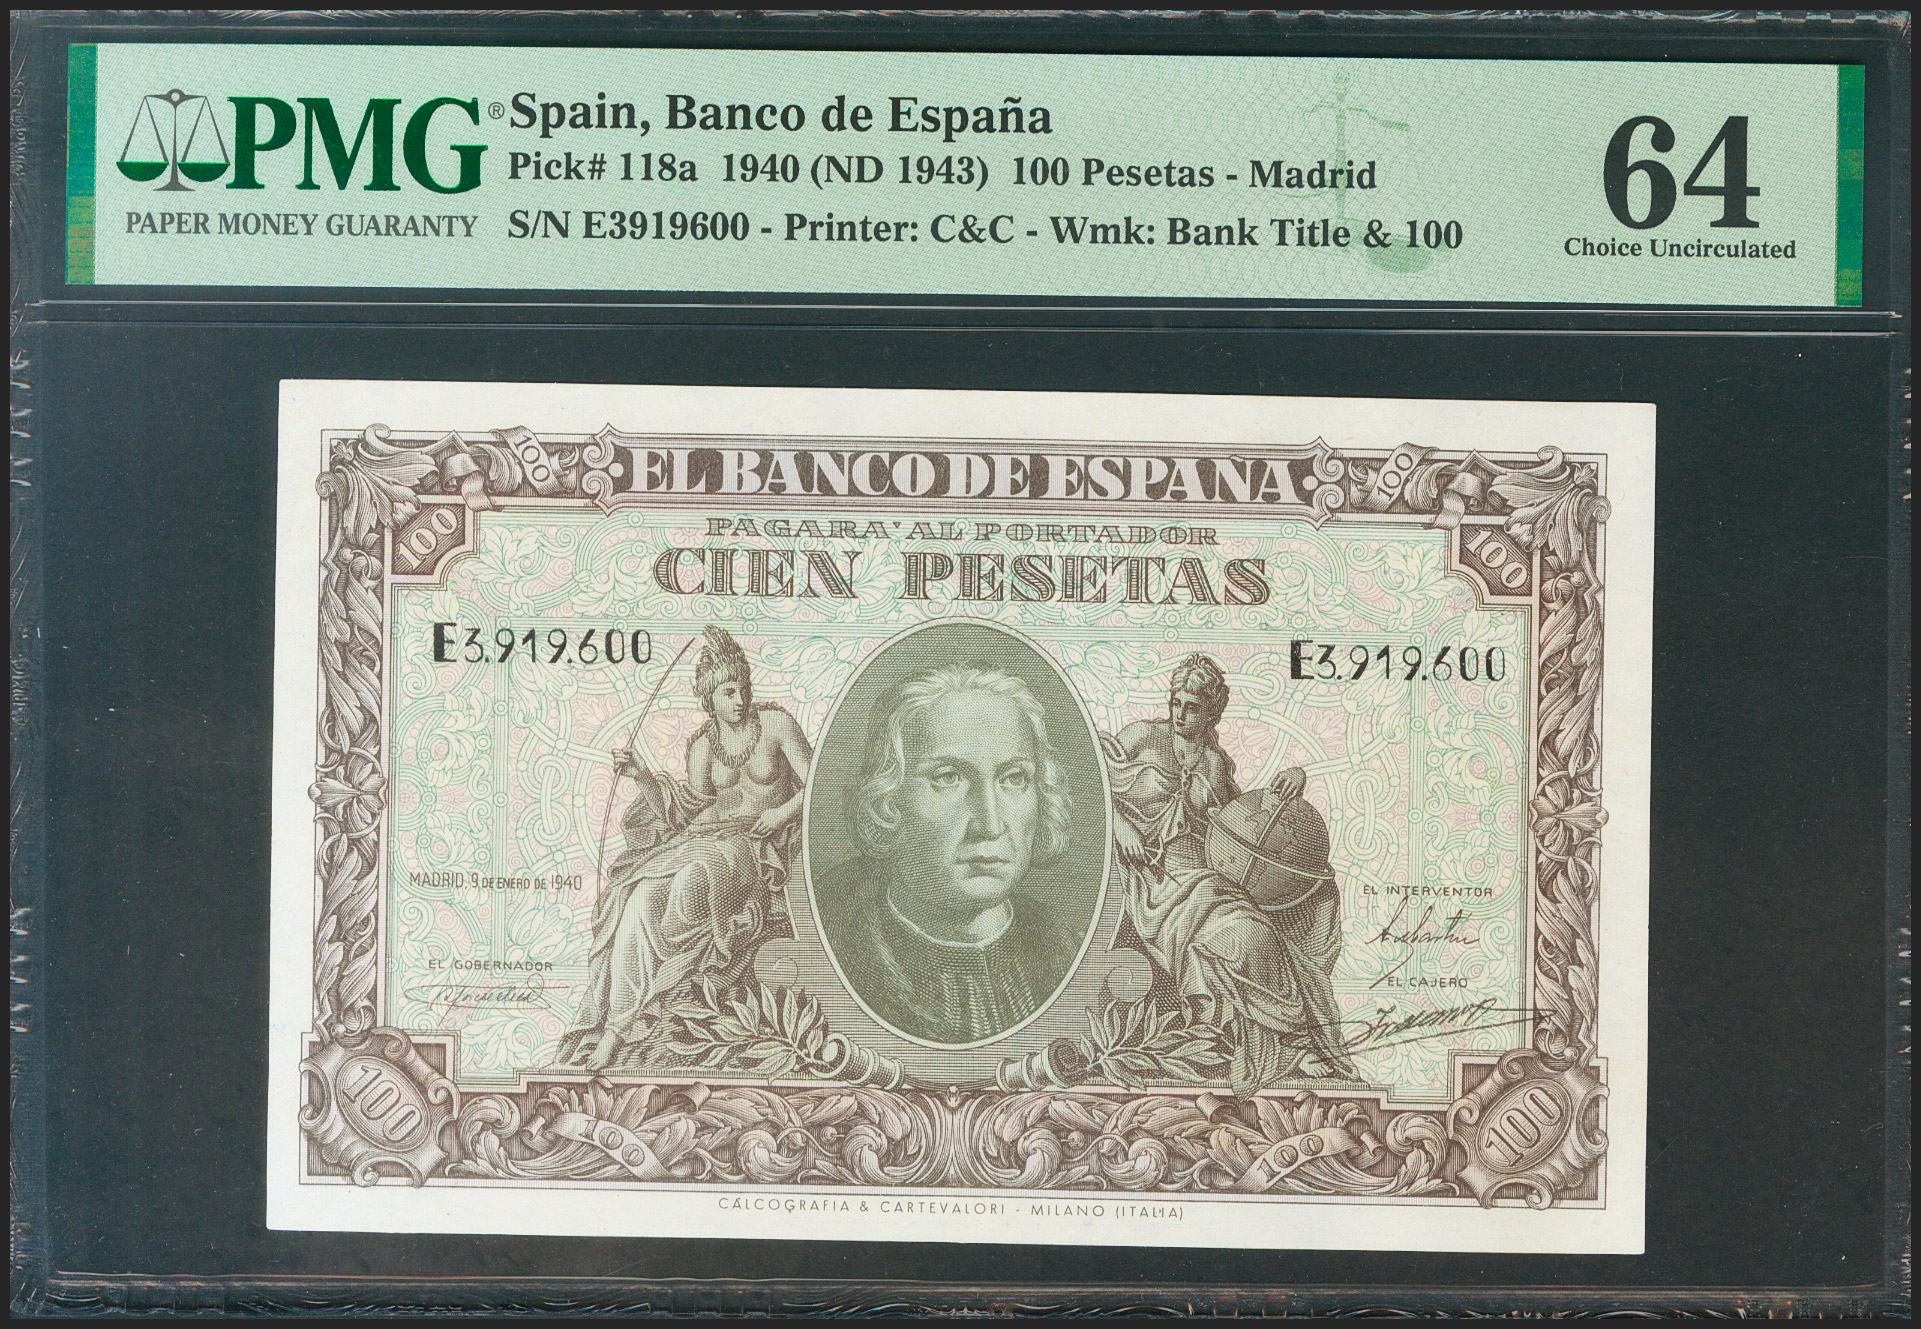 PMG®
PAPER MONEY GUARANTY
Spain, Banco de España
Pick# 118a 1940 (ND 1943) 100 Pesetas - Madrid
S/N E3919600 - Printer: C&C - Wmk: Bank Title & 100
64
Choice Uncirculated
100
100
EL BANCO DE ESPAÑA
100
100
PAGARA' AL PORTADOR
CIEN PESETAS
E3.919.600
E3.919.600
MADRID, 9 DE ENERO DE 1940
EL INTERVENTOR
EL GOBERNADOR
EL CAJERO
100
100
100
100
CALCOGRAFIA & CARTEVALORI - MILANO (ITALIA)